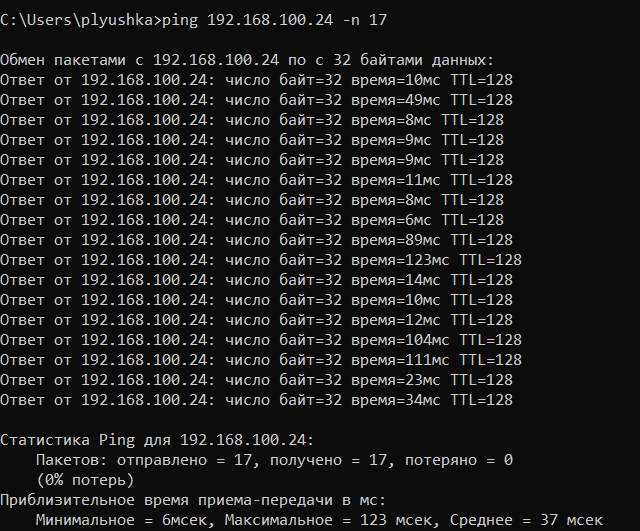 C:\Users\plyushka>ping 192.168.100.24 -n 17
Обмен пакетами с 192.168.100.24 по с 32 байтами данных:
Ответ от 192.168.100.24: число байт=32 время=10мс TTL=128
Ответ от 192.168.100.24: число байт=32 время=49мс TTL=128
Ответ от 192.168.100.24: число байт=32 время=8мс TTL=128
Ответ от 192.168.100.24: число байт=32 время=9мс TTL=128
Ответ от 192.168.100.24: число байт=32 время=9мс TTL=128
Ответ от 192.168.100.24: число байт=32 время=11мс TTL=128
Ответ от 192.168.100.24: число байт=32 время=8мс TTL=128
Ответ от 192.168.100.24: число байт=32 время=6мс TTL=128
Ответ от 192.168.100.24: число байт=32 время=89мс TTL=128
Ответ от 192.168.100.24: число байт=32 время=123мс TTL=128
Ответ от 192.168.100.24: число байт=32 время=14мс TTL=128
Ответ от 192.168.100.24: число байт=32 время=10мс TTL=128
Ответ от 192.168.100.24: число байт=32 время=12мс TTL=128
Ответ от 192.168.100.24: число байт=32 время=104мс TTL=128
Ответ от 192.168.100.24: число байт=32 время=111мс TTL=128
Ответ от 192.168.100.24: число байт=32 время=23мс TTL=128
Ответ от 192.168.100.24: число байт=32 время=34мс TTL=128
Статистика Ping для 192.168.100.24:
Пакетов: отправлено = 17, получено = 17, потеряно = 0
(0% потерь)
Приблизительное время приема-передачи в мс:
Минимальное = 6мсек, Максимальное = 123 мсек, Среднее = 37 мсек